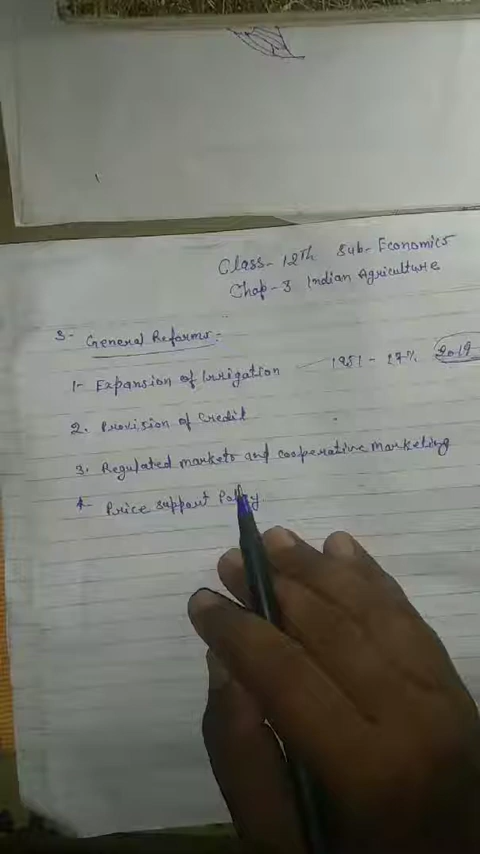 Class- 12th Sub- Economics
Chap-3 Indian Agriculture
3- General Reforms:-
1- Expansion of Irrigation 1951 - 17% 2019
2. Provision of Credit
3. Regulated markets and cooperative marketing
4- Price support Policy.